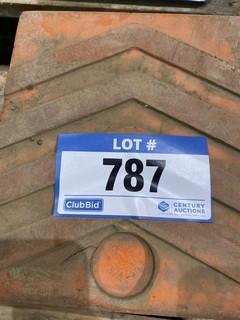 LOT #
787
ClubBid
CENTURY
AUCTIONS